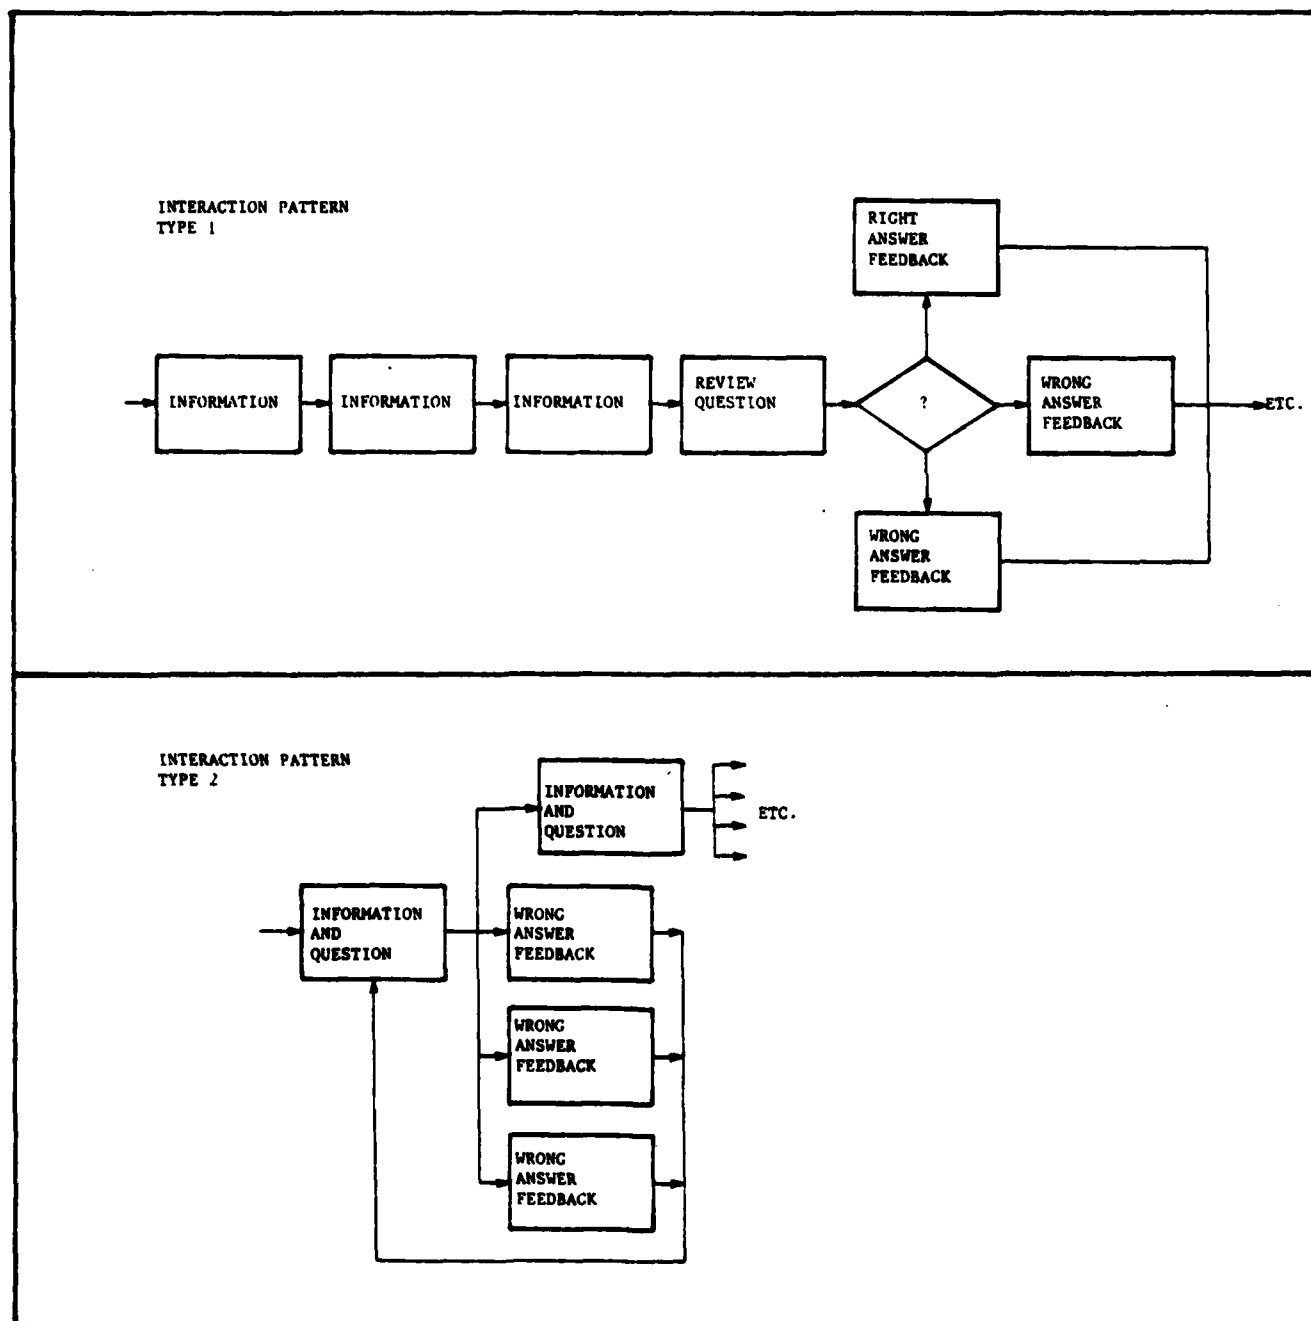 INTERACTION PATTERN
TYPE 1
RIGHT
ANSWER
FEEDBACK
INFORMATION
INFORMATION
INFORMATION
REVIEW
QUESTION
?
WRONG
ANSWER
FEEDBACK
ETC.
WRONG
ANSWER
FEEDBACK
INTERACTION PATTERN
TYPE 2
INFORMATION
AND
QUESTION
ETC.
INFORMATION
AND
QUESTION
WRONG
ANSWER
FEEDBACK
WRONG
ANSWER
FEEDBACK
WRONG
ANSWER
FEEDBACK